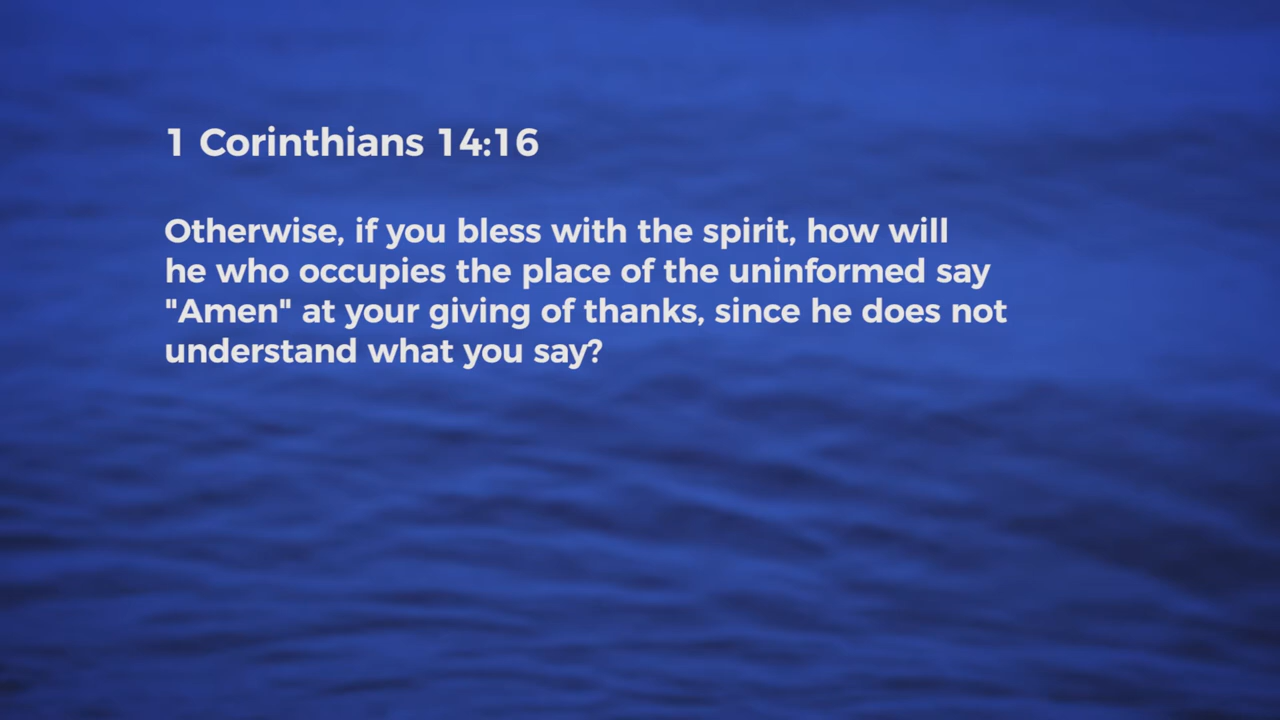 1 Corinthians 14:16
Otherwise, if you bless with the spirit, how will
he who occupies the place of the uninformed say
"Amen" at your giving of thanks, since he does not
understand what you say?